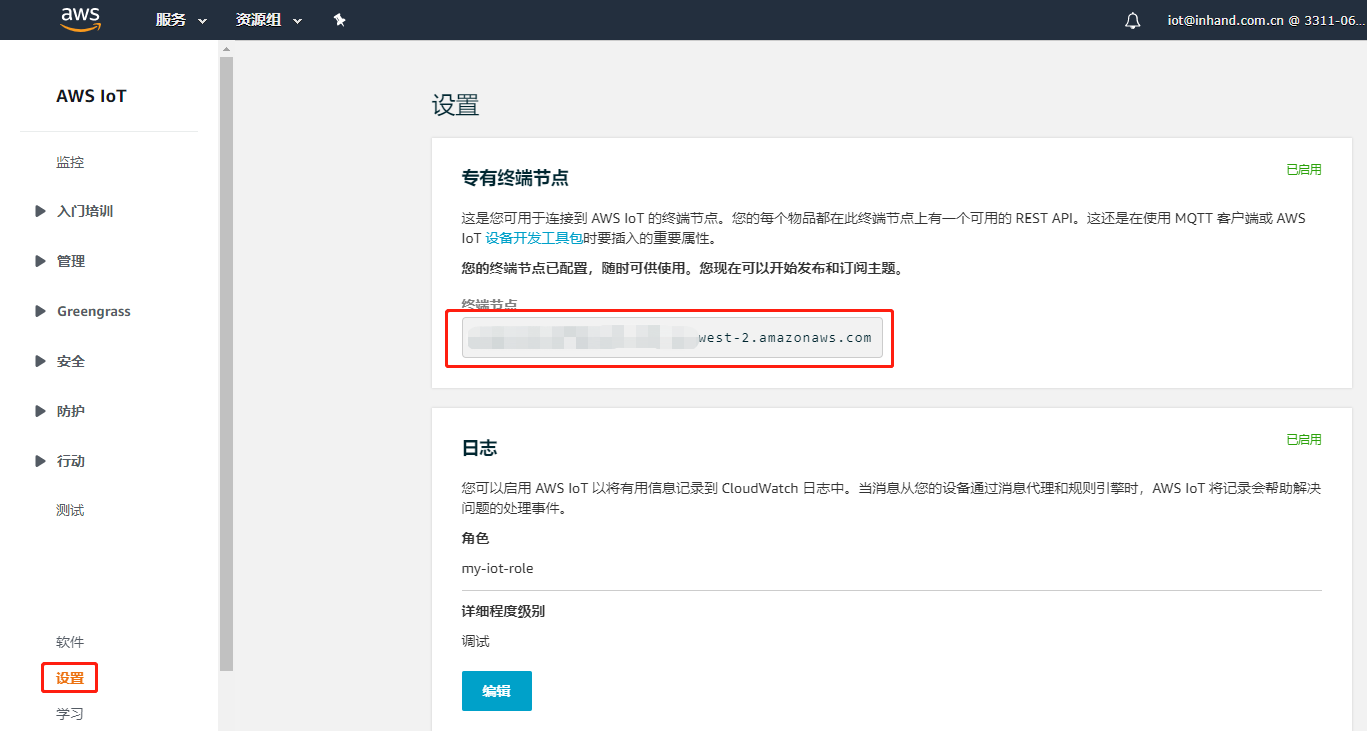 aws 服务 资源组 iot@inhand.com.cn @ 3311-06...
AWS IoT
监控
入门培训
管理
Greengrass
安全
防护
行动
测试
软件
设置
学习
设置
专有终端节点
已启用
这是您可用于连接到 AWS IoT 的终端节点。您的每个物品都在此终端节点上有一个可用的 REST API。这还是在使用 MQTT 客户端或 AWS
IoT 设备开发工具包时要插入的重要属性。
您的终端节点已配置，随时可供使用。您现在可以开始发布和订阅主题。
终端节点
west-2.amazonaws.com
日志
已启用
您可以启用 AWS IoT 以将有用信息记录到 CloudWatch 日志中。当消息从您的设备通过消息代理和规则引擎时，AWS IoT 将记录会帮助解决
问题的处理事件。
角色
my-iot-role
详细程度级别
调试
编辑